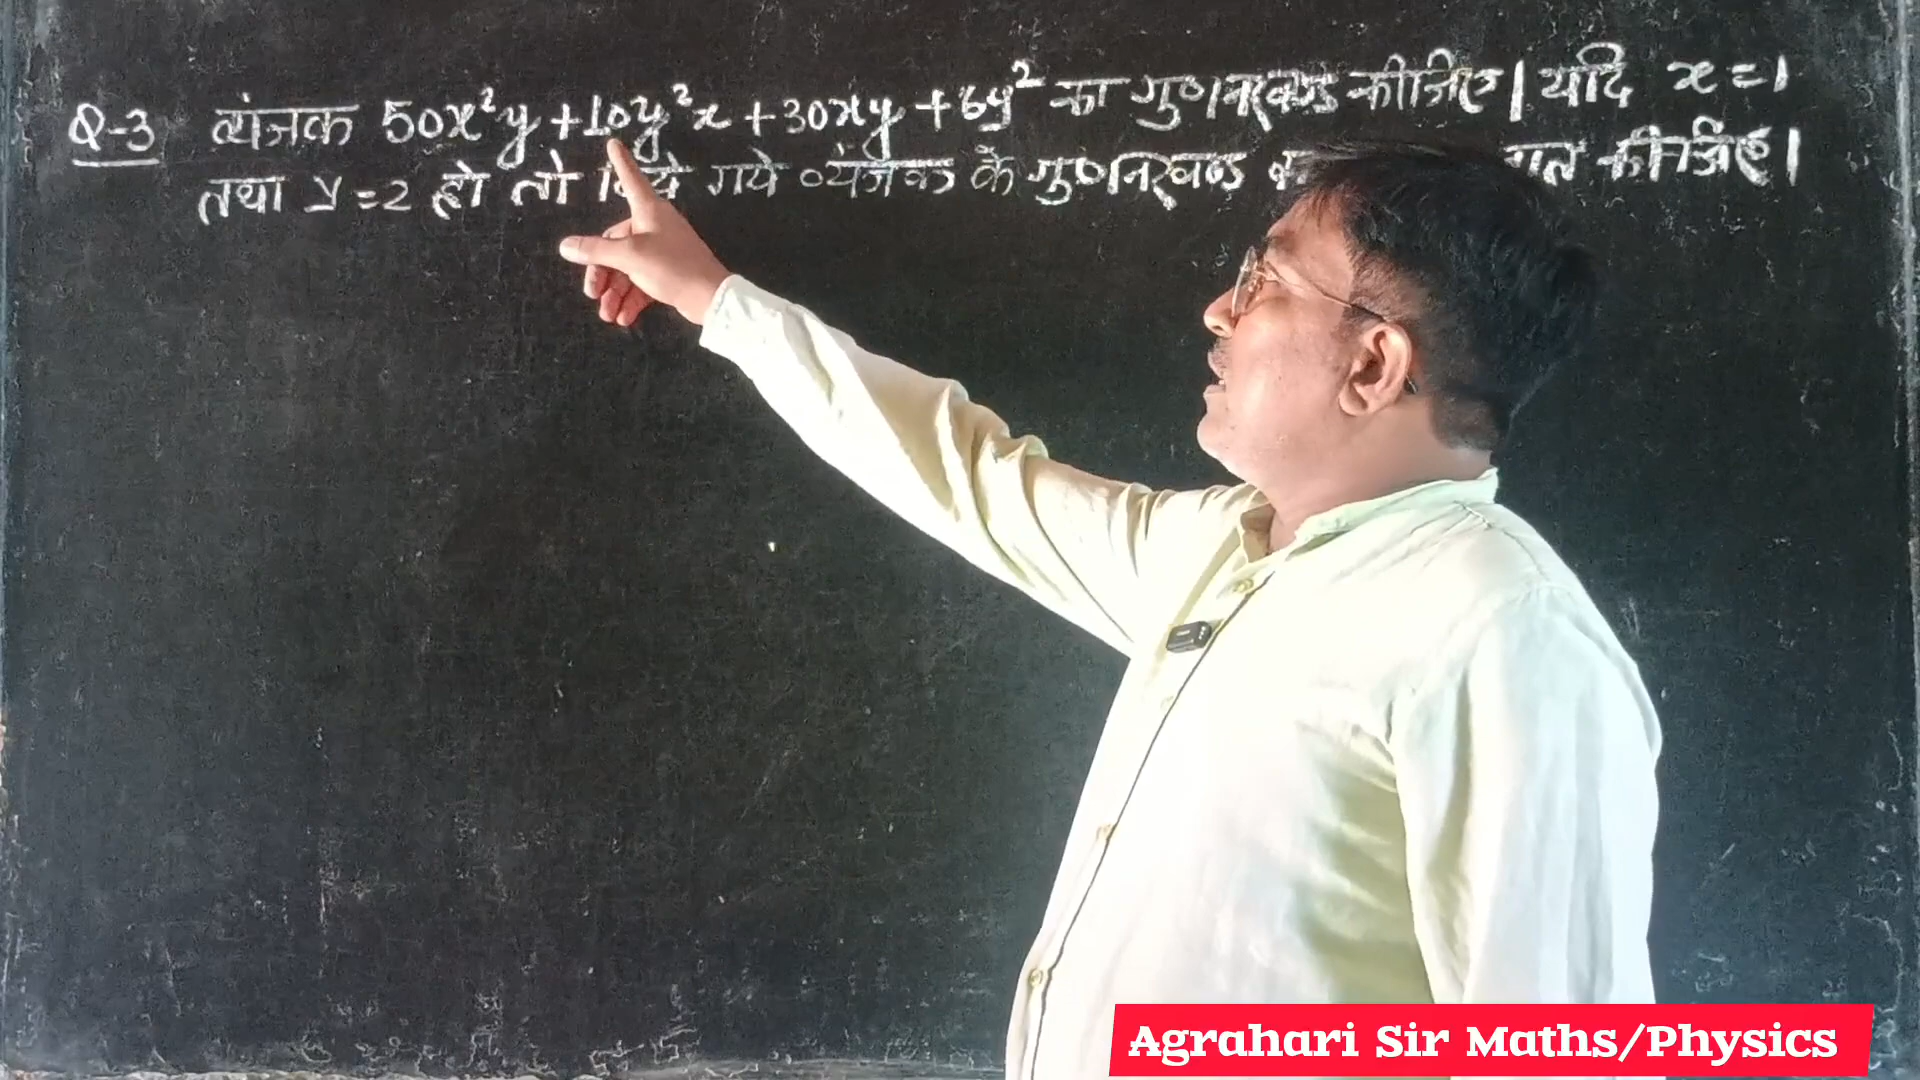 Q-3 व्यंजक 50x²y+10y²x+30xy+6y² का गुणनखण्ड कीजिए। यदि x=1
तथा y=2 हो तो दिये गये व्यंजक के गुणनखण्ड कीजिए।
Agrahari Sir Maths/Physics